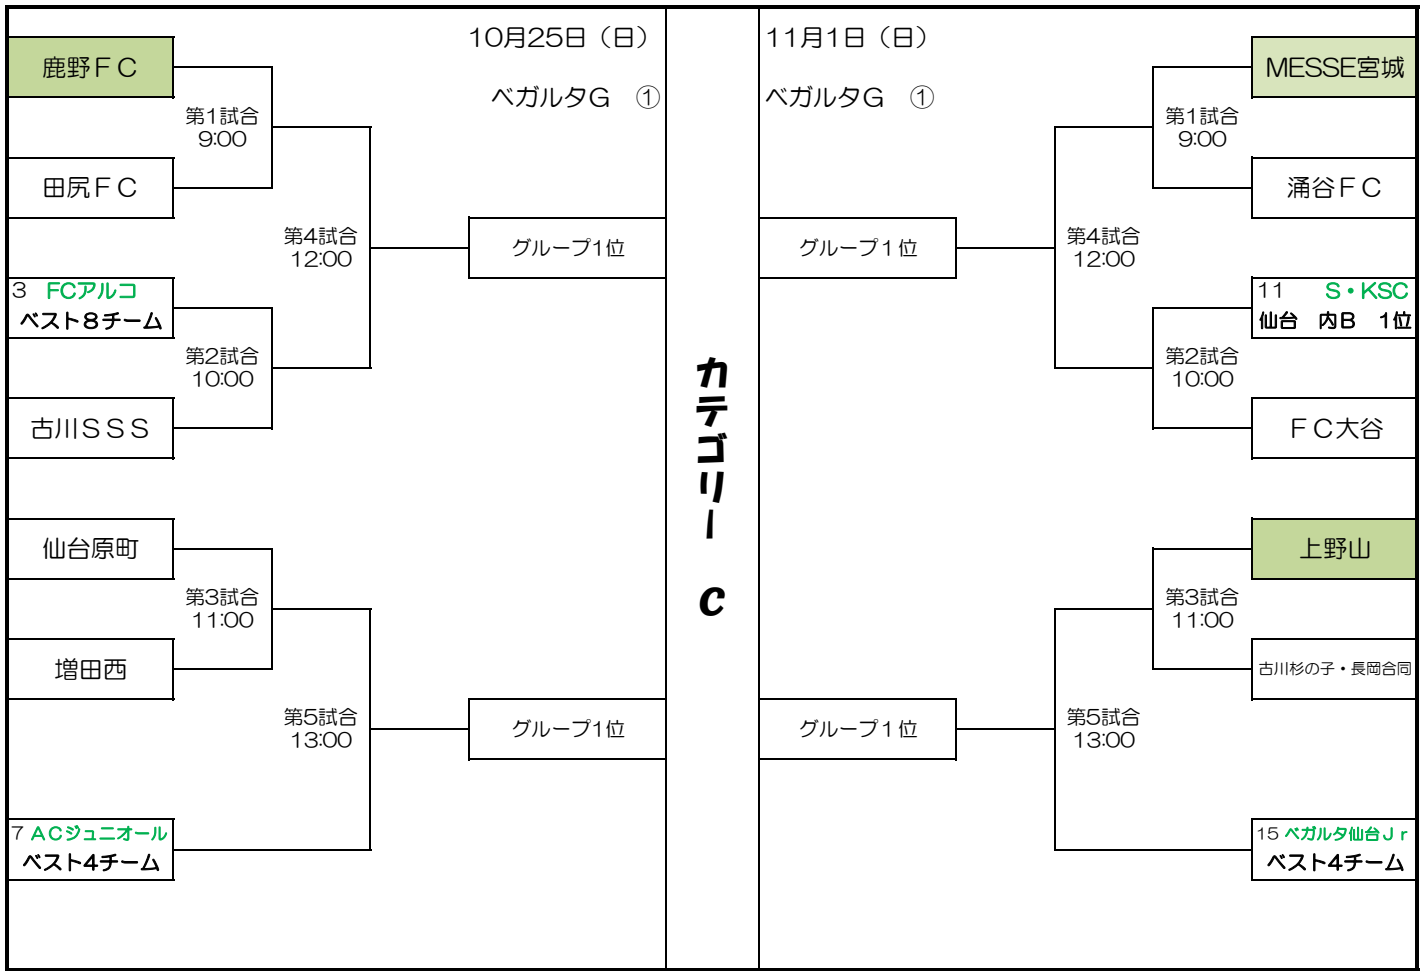 10月25日（日）
ベガルタG　①
鹿野ＦＣ
第1試合
9:00
田尻ＦＣ
第4試合
12:00
グループ1位
3　FCアルコ
ベスト８チーム
第2試合
10:00
古川ＳＳＳ
仙台原町
第3試合
11:00
増田西
第5試合
13:00
グループ1位
7 ＡＣジュニオール
ベスト4チーム
カテゴリー　C
11月1日（日）
ベガルタG　①
MESSE宮城
第1試合
9:00
涌谷ＦＣ
第4試合
12:00
グループ１位
11　S・KSC
仙台　内B　1位
第2試合
10:00
ＦＣ大谷
上野山
第3試合
11:00
古川杉の子・長岡合同
第5試合
13:00
グループ１位
15 ベガルタ仙台Ｊｒ
ベスト4チーム